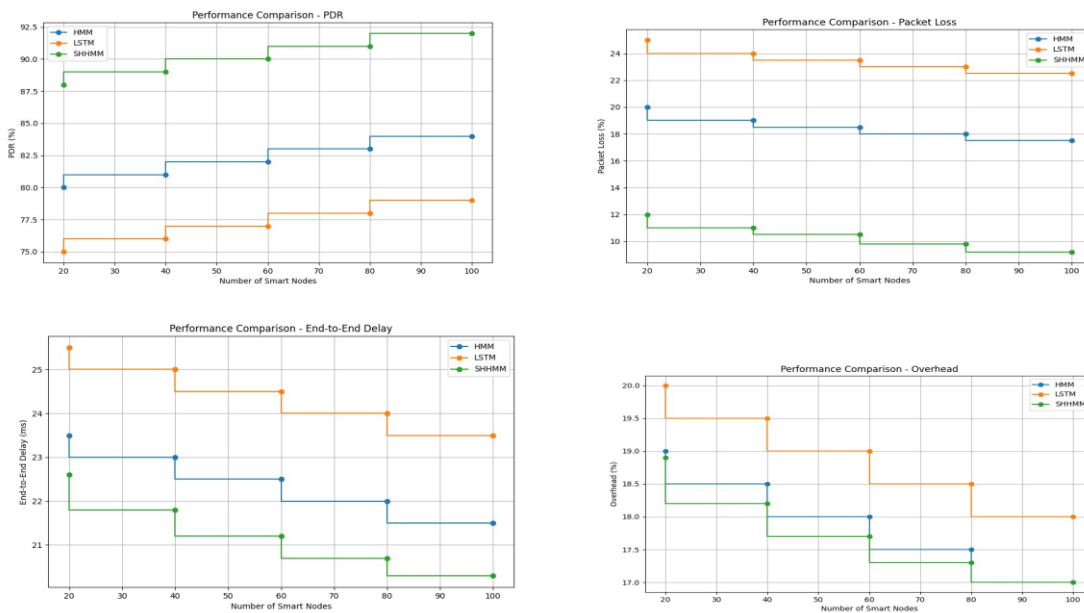 Performance Comparison - PDR
92.5
90.0
87.5
85.0
82.5
80.0
77.5
75.0
PDR (%)
HMM
LSTM
SHHMM
20 30 40 50 60 70 80 90 100
Number of Smart Nodes
Performance Comparison - Packet Loss
24
22
20
18
16
14
12
10
Packet Loss (%)
HMM
LSTM
SHHMM
20 30 40 50 60 70 80 90 100
Number of Smart Nodes
Performance Comparison - End-to-End Delay
25
24
23
22
21
End-to-End Delay (ms)
HMM
LSTM
SHHMM
20 30 40 50 60 70 80 90 100
Number of Smart Nodes
Performance Comparison - Overhead
20.0
19.5
19.0
18.5
18.0
17.5
17.0
Overhead (%)
HMM
LSTM
SHHMM
20 30 40 50 60 70 80 90 100
Number of Smart Nodes